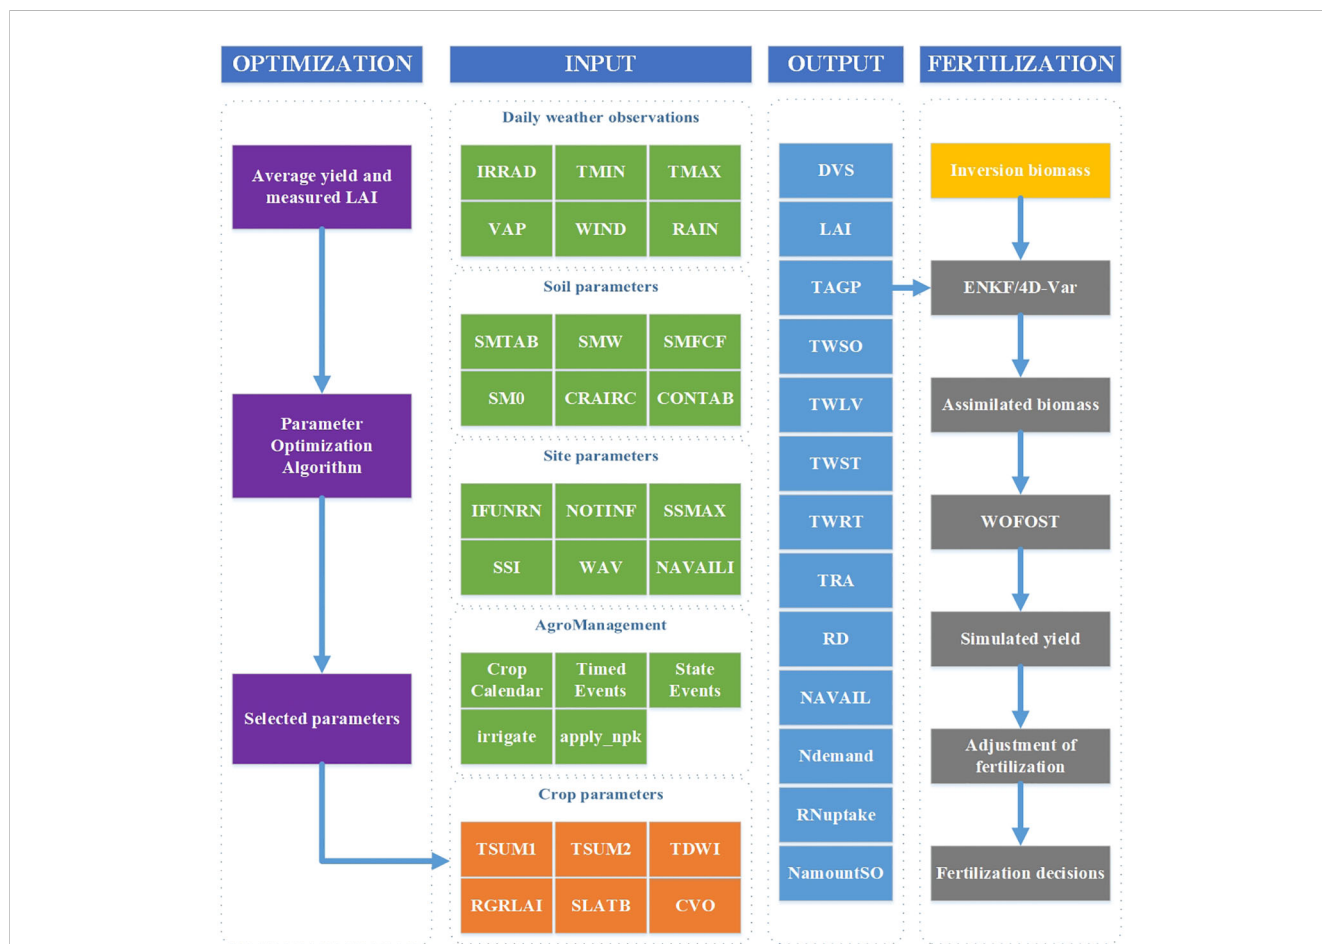 OPTIMIZATION
Average yield and
measured LAI
Parameter
Optimization
Algorithm
Selected parameters
INPUT
Daily weather observations
IRRAD TMIN TMAX
VAP WIND RAIN
Soil parameters
SMTAB SMW SMFCF
SM0 CRAIRC CONTAB
Site parameters
IFUNRN NOTINF SSMAX
SSI WAV NAVAILI
AgroManagement
Crop Timed State
Calendar Events Events
irrigate apply_npk
Crop parameters
TSUM1 TSUM2 TDWI
RGRLAI SLATB CVO
OUTPUT
DVS
LAI
TAGP
TWSO
TWLV
TWST
TWRT
TRA
RD
NAVAIL
Ndemand
RNuptake
NamountSO
FERTILIZATION
Inversion biomass
ENKF/4D-Var
Assimilated biomass
WOFOST
Simulated yield
Adjustment of
fertilization
Fertilization decisions